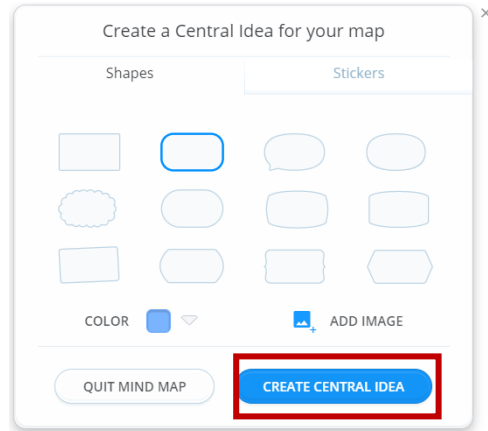 Create a Central Idea for your map
Shapes
Stickers
COLOR
ADD IMAGE
QUIT MIND MAP
CREATE CENTRAL IDEA